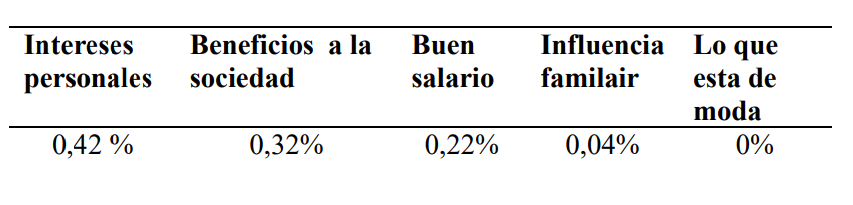 Intereses personales | Beneficios a la sociedad | Buen salario | Influencia familair | Lo que esta de moda
0,42 % | 0,32% | 0,22% | 0,04% | 0%